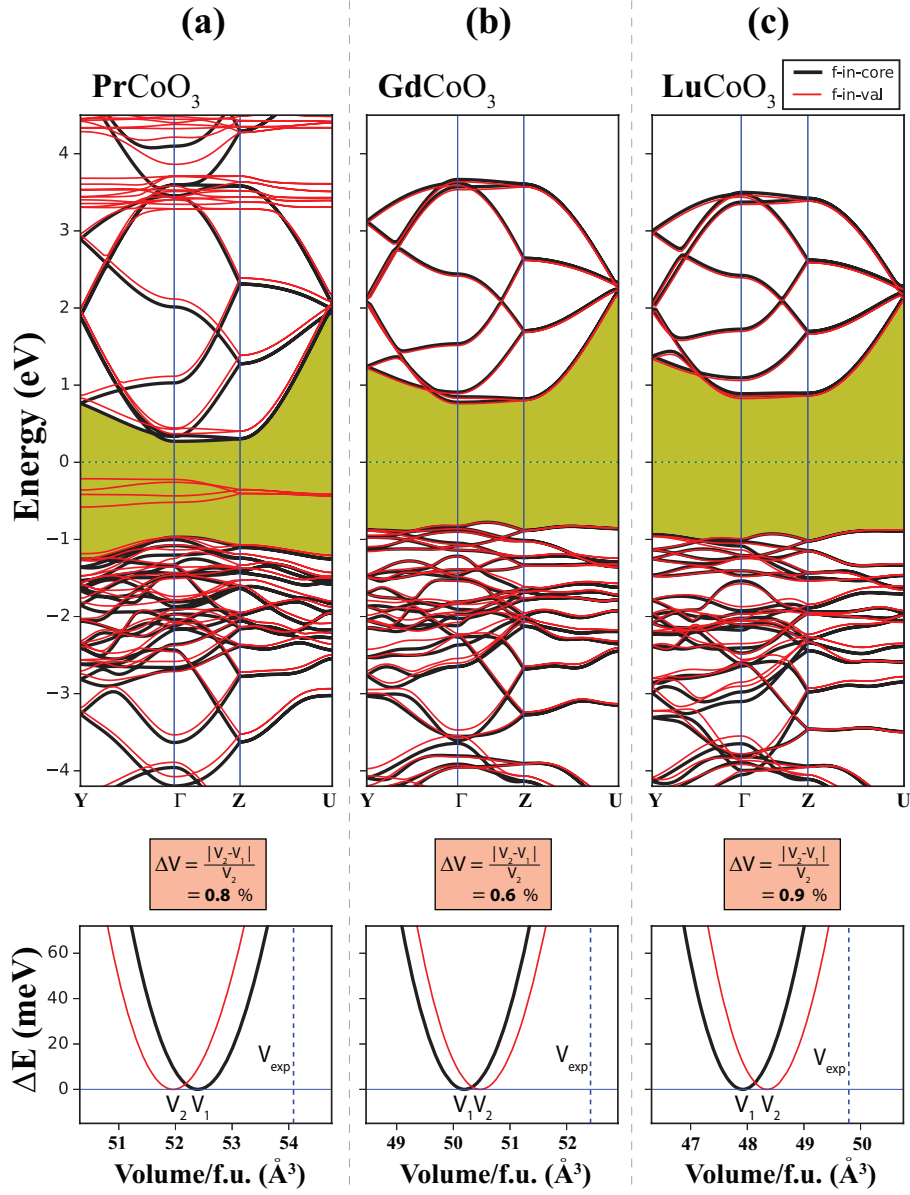 (a) (b) (c)
PrCoO₃ GdCoO₃ LuCoO₃
f-in-core
f-in-val
Energy (eV)
4
3
2
1
0
−1
−2
−3
−4
Y Γ Z U
Y Γ Z U
Y Γ Z U
ΔV = |V₂-V₁| / V₂
= 0.8 %
ΔV = |V₂-V₁| / V₂
= 0.6 %
ΔV = |V₂-V₁| / V₂
= 0.9 %
ΔE (meV)
60
40
20
0
V₂ V₁ Vexp
V₁ V₂ Vexp
V₁ V₂ Vexp
51 52 53 54
49 50 51 52
47 48 49 50
Volume/f.u. (Å³)
Volume/f.u. (Å³)
Volume/f.u. (Å³)